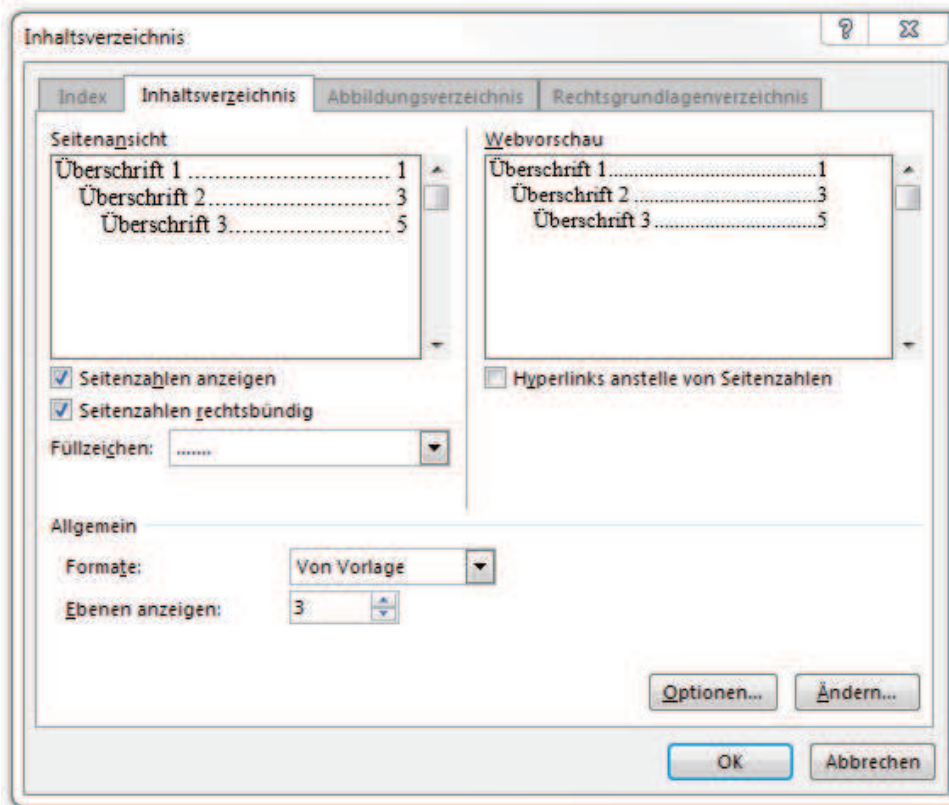 Inhaltsverzeichnis
Index Inhaltsverzeichnis Abbildungsverzeichnis Rechtsgrundlagenverzeichnis
Seitenansicht
Überschrift 1 ............................ 1
Überschrift 2......................... 3
Überschrift 3...................... 5
Webvorschau
Überschrift 1....................................1
Überschrift 2 ...............................3
Überschrift 3 ............................5
Seitenzahlen anzeigen
Seitenzahlen rechtsbündig
Füllzeichen: .......
Hyperlinks anstelle von Seitenzahlen
Allgemein
Formate: Von Vorlage
Ebenen anzeigen: 3
Optionen... Ändern...
OK Abbrechen